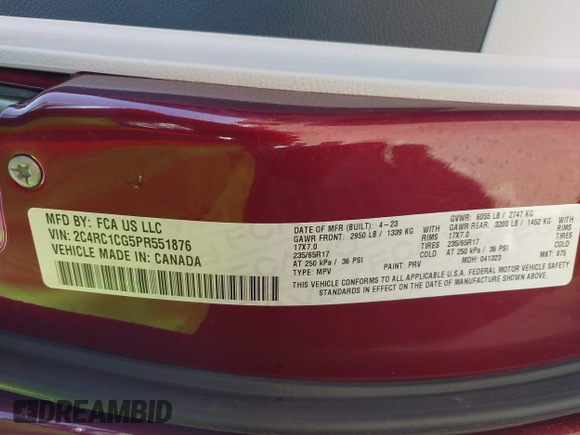 MFD BY: FCA US LLC
VIN: 2C4RC1CG5PR551876
VEHICLE MADE IN: CANADA
DATE OF MFR (BUILT): 4-23 GVWR: 6055 LB / 2747 KG
GAWR FRONT: 2950 LB / 1339 KG WITH GAWR REAR: 3200 LB / 1452 KG WITH
17X7.0 17X7.0
235/65R17 235/65R17
AT 250 kPa / 36 PSI COLD AT 250 kPa / 36 PSI COLD
TYPE: MPV PAINT: PRV MDH: 041323 MKT: 875
THIS VEHICLE CONFORMS TO ALL APPLICABLE U.S.A. FEDERAL MOTOR VEHICLE SAFETY
STANDARDS IN EFFECT ON THE DATE OF MANUFACTURE SHOWN ABOVE.
DREAMBID